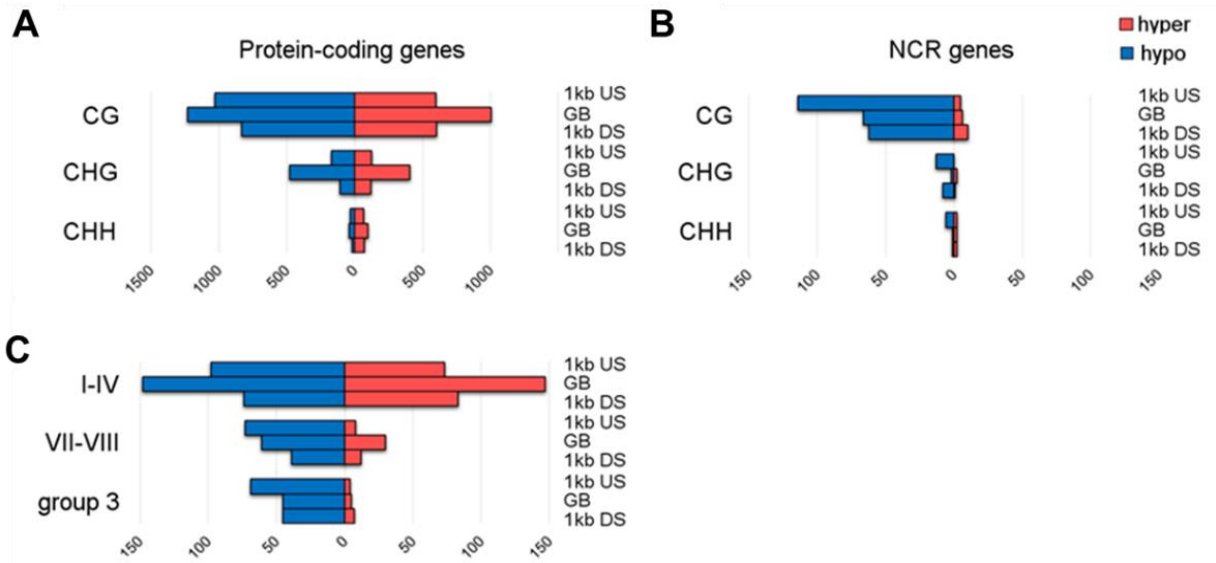 A
Protein-coding genes
CG
1kb US
GB
1kb DS
CHG
1kb US
GB
1kb DS
CHH
1kb US
GB
1kb DS
1500
1000
500
0
500
1000
B
NCR genes
hyper
hypo
CG
1kb US
GB
1kb DS
CHG
1kb US
GB
1kb DS
CHH
1kb US
GB
1kb DS
150
100
50
0
50
100
150
C
I-IV
1kb US
GB
1kb DS
VII-VIII
1kb US
GB
1kb DS
group 3
1kb US
GB
1kb DS
150
100
50
0
50
100
150